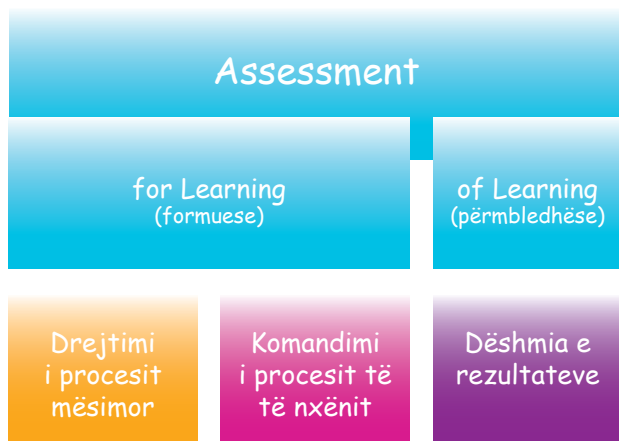 Assessment
for Learning
(formuese)
of Learning
(përmbledhëse)
Drejtimi
i procesit
mësimor
Komandimi
i procesit të
të nxënit
Dëshmia e
rezultateve